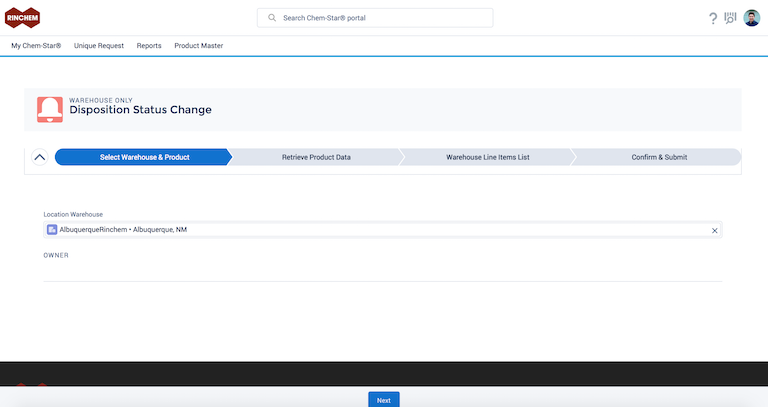 RINCHEM
Search Chem-Star® portal
?
My Chem-Star® Unique Request Reports Product Master
WAREHOUSE ONLY
Disposition Status Change
Select Warehouse & Product Retrieve Product Data Warehouse Line Items List Confirm & Submit
Location Warehouse
AlbuquerqueRinchem • Albuquerque, NM
OWNER
Next